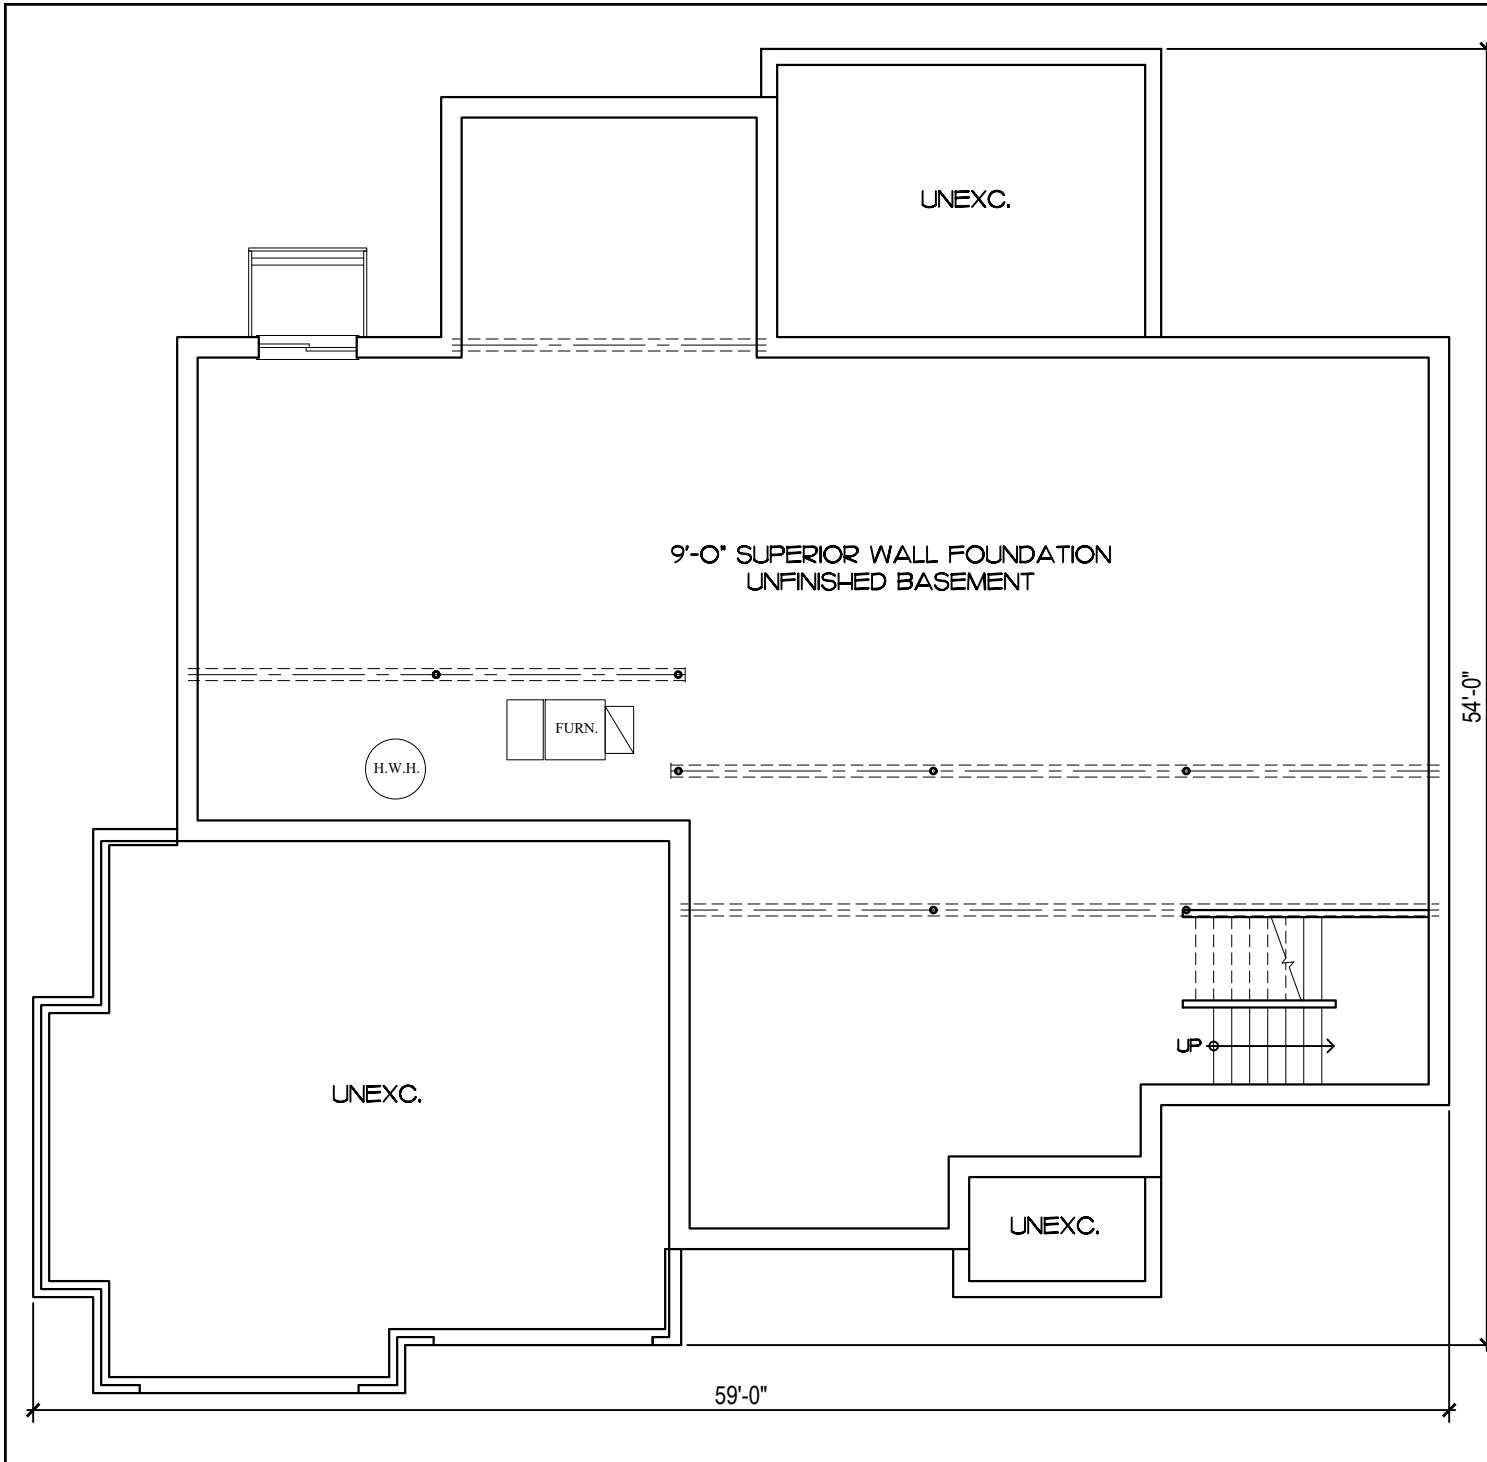 UNEXC.
9'-0" SUPERIOR WALL FOUNDATION
UNFINISHED BASEMENT
54'-0"
FURN.
H.W.H.
UP
UNEXC.
UNEXC.
59'-0"